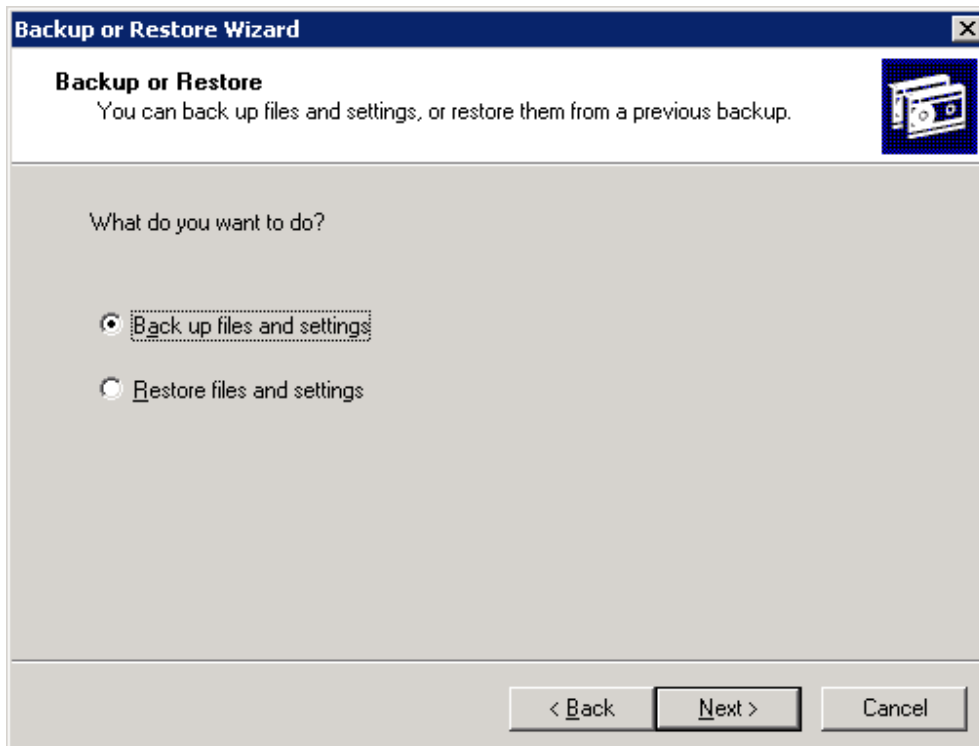 Backup or Restore Wizard
Backup or Restore
You can back up files and settings, or restore them from a previous backup.
What do you want to do?
Back up files and settings
Restore files and settings
< Back
Next >
Cancel